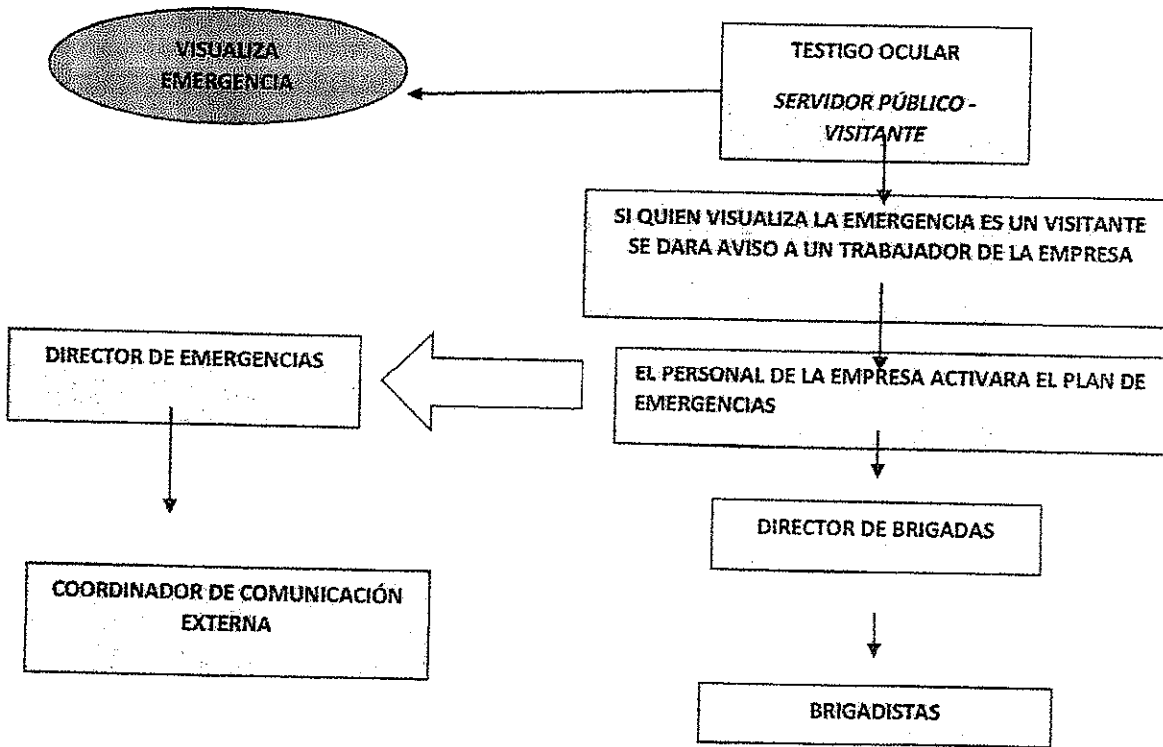 VISUALIZA
EMERGENCIA
TESTIGO OCULAR
SERVIDOR PÚBLICO -
VISITANTE
SI QUIEN VISUALIZA LA EMERGENCIA ES UN VISITANTE
SE DARA AVISO A UN TRABAJADOR DE LA EMPRESA
DIRECTOR DE EMERGENCIAS
EL PERSONAL DE LA EMPRESA ACTIVARA EL PLAN DE
EMERGENCIAS
DIRECTOR DE BRIGADAS
COORDINADOR DE COMUNICACIÓN
EXTERNA
BRIGADISTAS